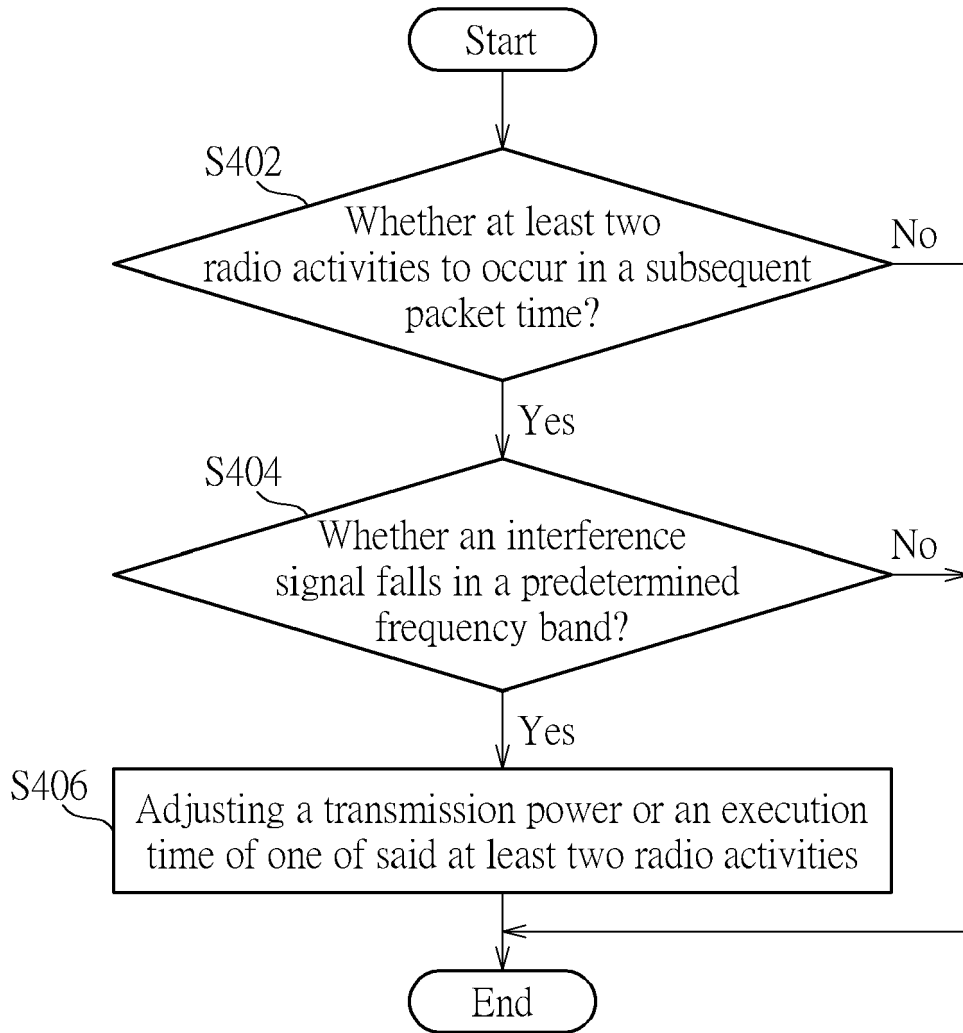 Start
S402
Whether at least two
radio activities to occur in a subsequent
packet time?
No
Yes
S404
Whether an interference
signal falls in a predetermined
frequency band?
No
Yes
S406
Adjusting a transmission power or an execution
time of one of said at least two radio activities
End